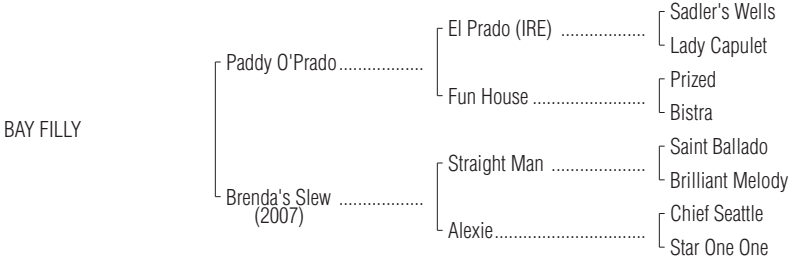 Sadler's Wells
El Prado (IRE) ...................
Lady Capulet
Paddy O'Prado...................
Prized
Fun House .........................
Bistra
BAY FILLY
Saint Ballado
Straight Man .....................
Brilliant Melody
Brenda's Slew ...................
(2007)
Chief Seattle
Alexie.................................
Star One One